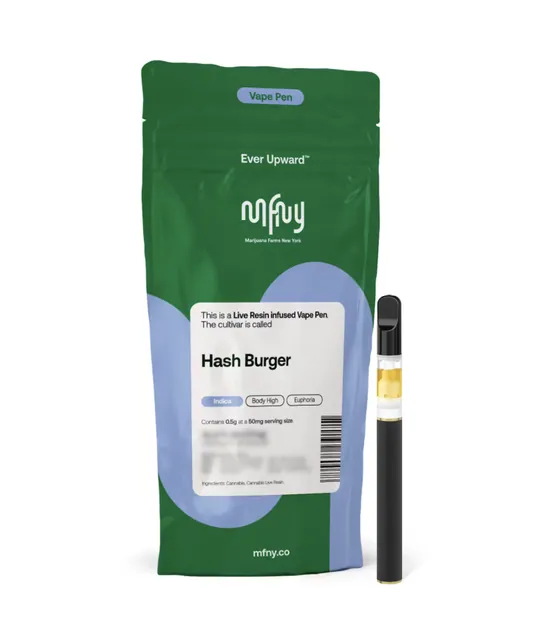 Vape Pen
Ever Upward™
mfny
Marijuana Farms New York
This is a Live Resin infused Vape Pen.
The cultivar is called
Hash Burger
Indica Body High Euphoria
Contains 0.5g at a 50mg serving size
Ingredients: Cannabis, Cannabis Live Resin
mfny.co